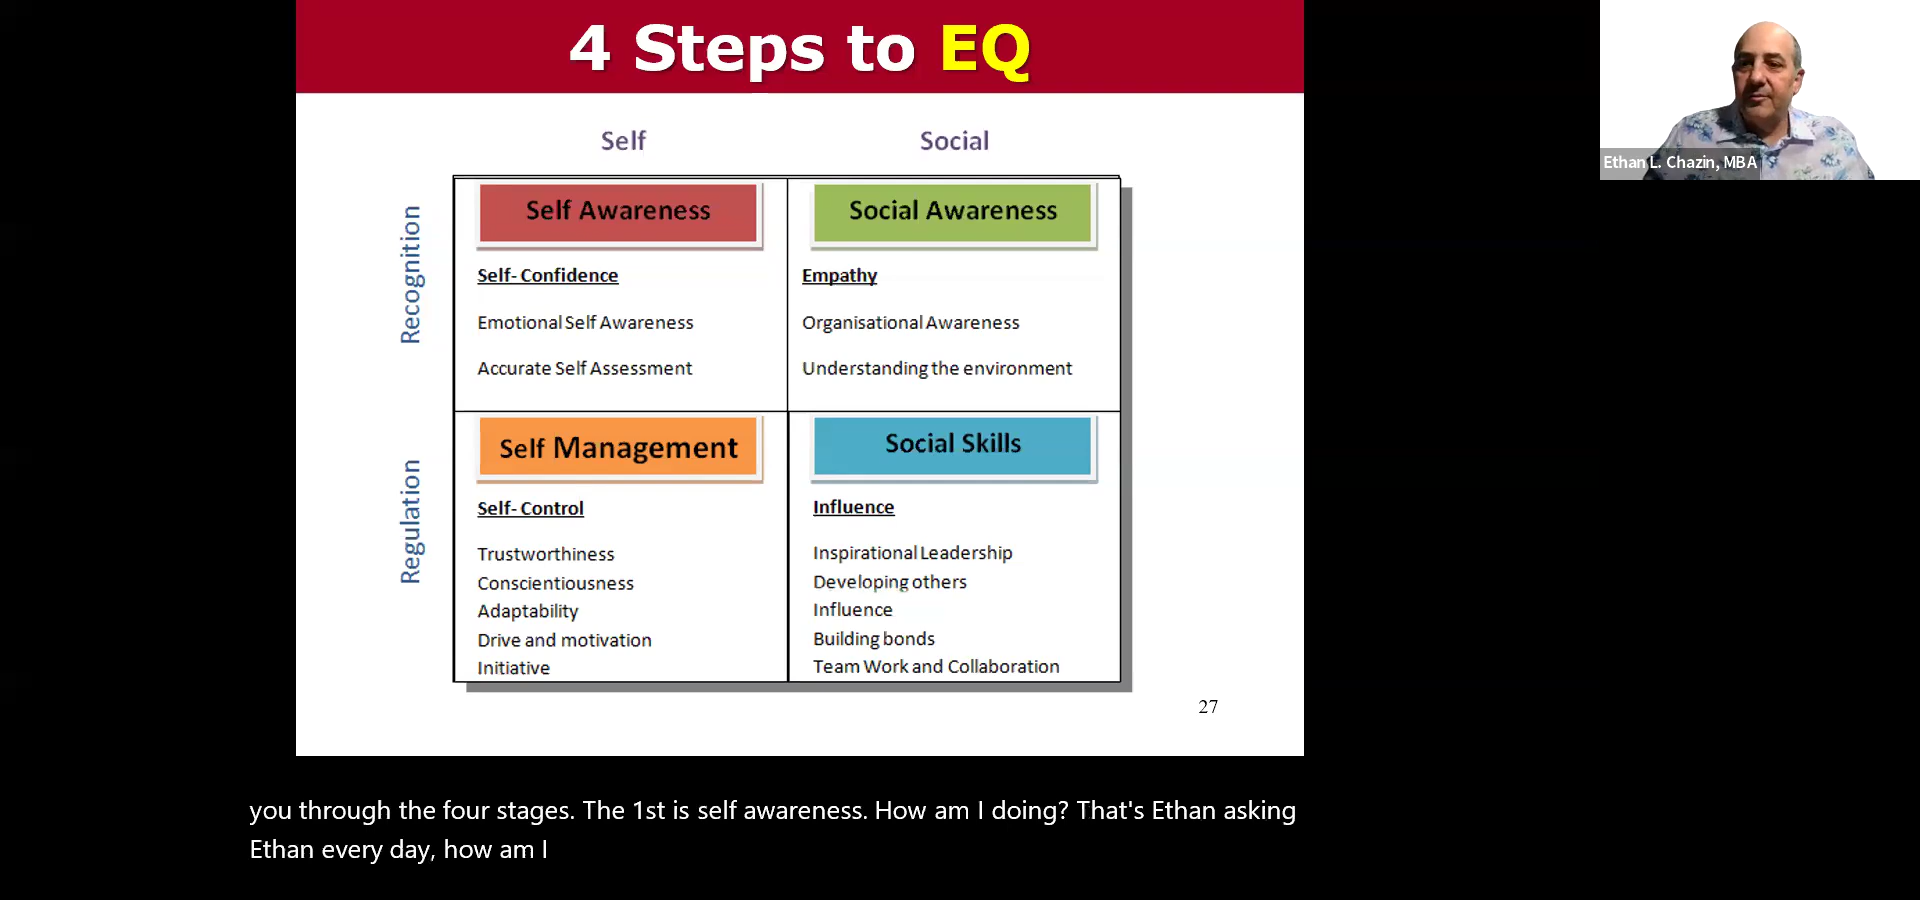 4 Steps to EQ
Self
Social
Recognition
Self Awareness
Self- Confidence
Emotional Self Awareness
Accurate Self Assessment
Social Awareness
Empathy
Organisational Awareness
Understanding the environment
Regulation
Self Management
Self- Control
Trustworthiness
Conscientiousness
Adaptability
Drive and motivation
Initiative
Social Skills
Influence
Inspirational Leadership
Developing others
Influence
Building bonds
Team Work and Collaboration
27
Ethan L. Chazin, MBA
you through the four stages. The 1st is self awareness. How am I doing? That's Ethan asking
Ethan every day, how am I